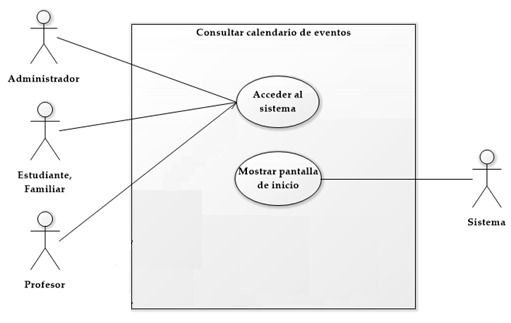 Consultar calendario de eventos
Administrador
Acceder al
sistema
Estudiante,
Familiar
Mostrar pantalla
de inicio
Sistema
Profesor